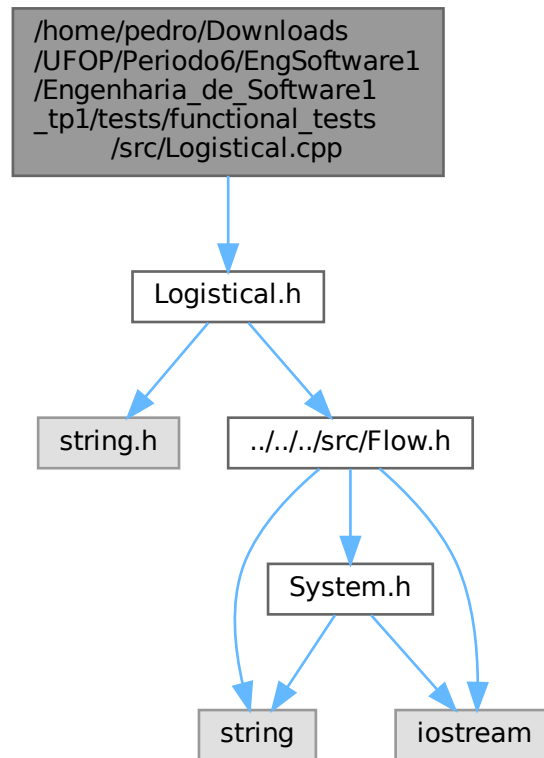 /home/pedro/Downloads
/UFOP/Periodo6/EngSoftware1
/Engenharia_de_Software1
_tp1/tests/functional_tests
/src/Logistical.cpp
Logistical.h
string.h
../../../src/Flow.h
System.h
string
iostream